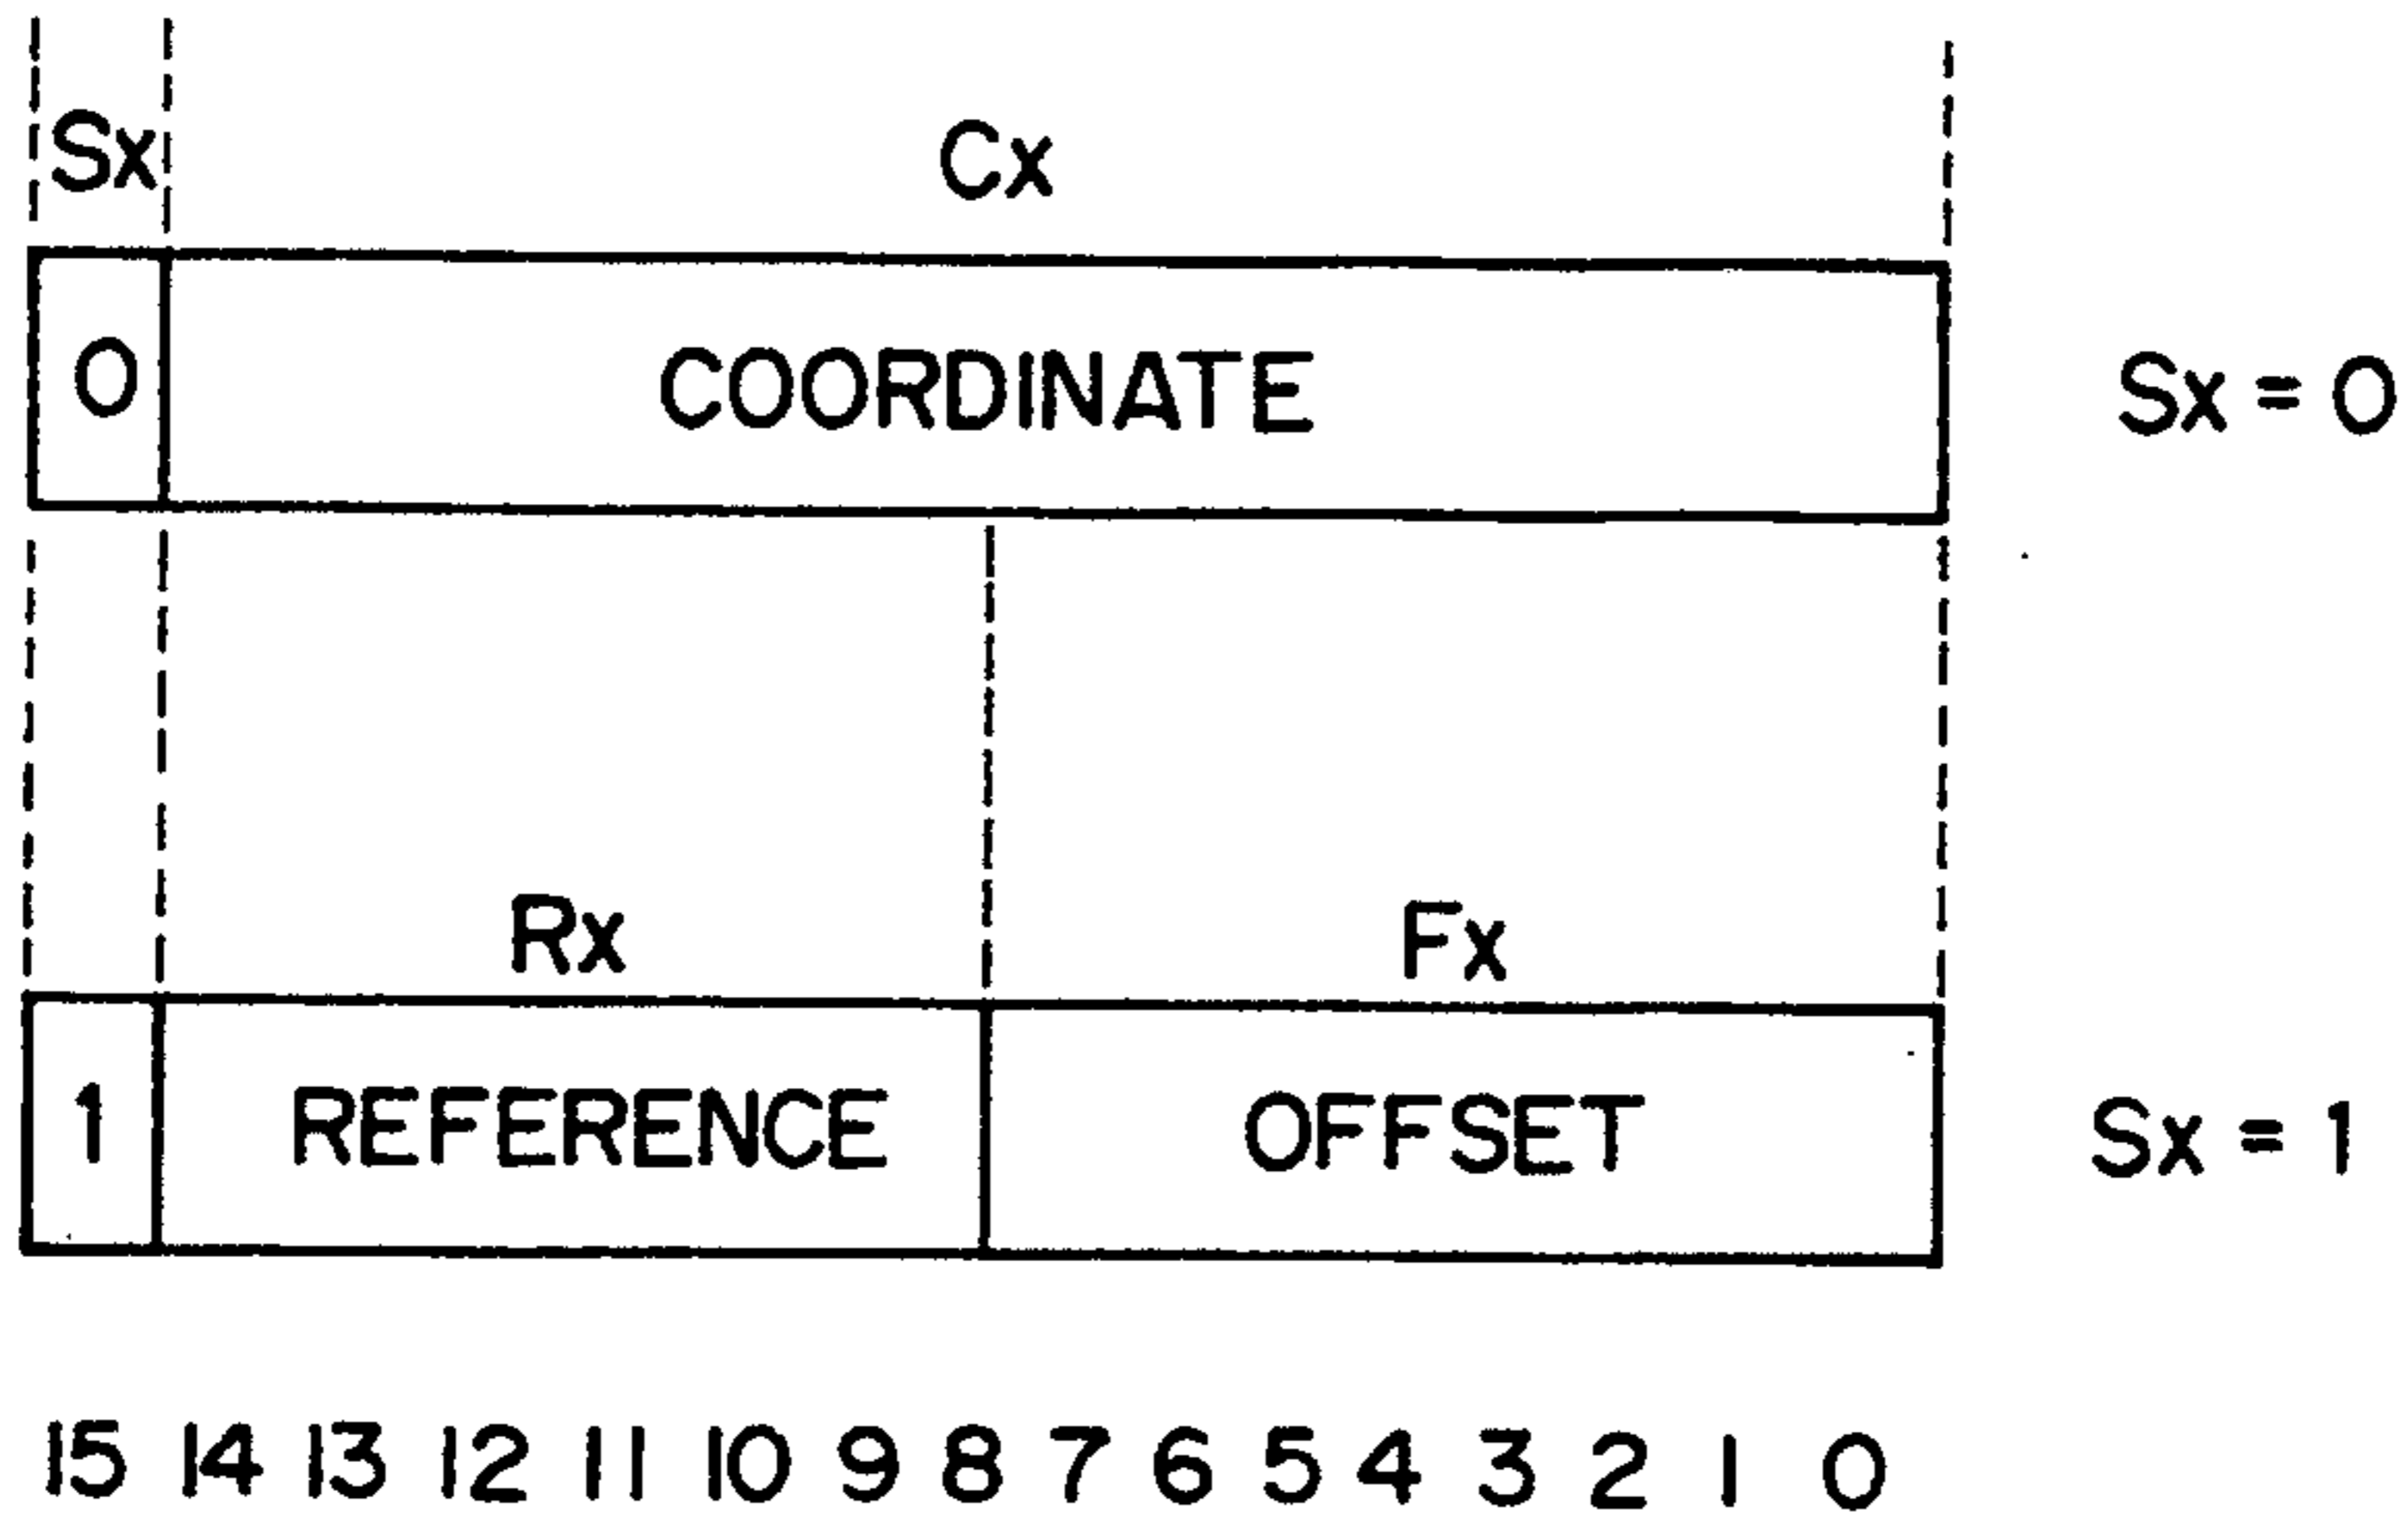 Sx Cx
0 COORDINATE Sx = 0
Rx Fx
1 REFERENCE OFFSET Sx = 1
15 14 13 12 11 10 9 8 7 6 5 4 3 2 1 0